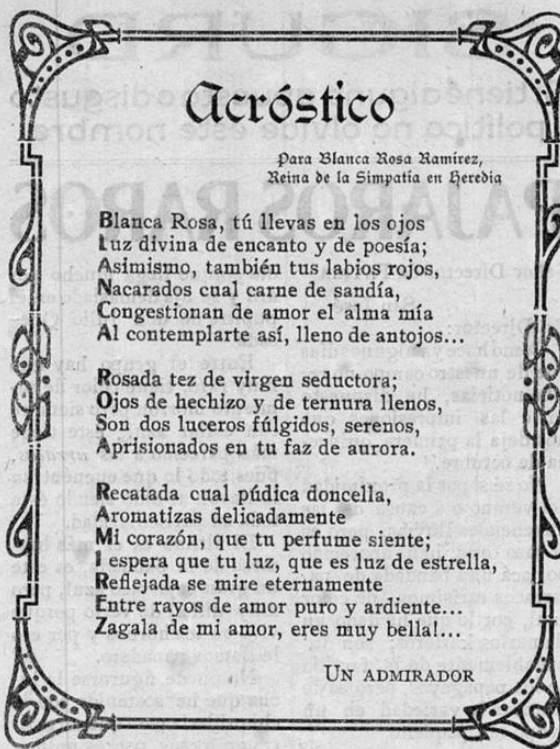 Acróstico
Para Blanca Rosa Ramírez,
Reina de la Simpatía en Heredia
Blanca Rosa, tú llevas en los ojos
Luz divina de encanto y de poesía;
Asimismo, también tus labios rojos,
Nacarados cual carne de sandía,
Congestionan de amor el alma mía
Al contemplarte así, lleno de antojos...
Rosada tez de virgen seductora;
Ojos de hechizo y de ternura llenos,
Son dos luceros fúlgidos, serenos,
Aprisionados en tu faz de aurora.
Recatada cual púdica doncella,
Aromatizas delicadamente
Mi corazón, que tu perfume siente;
I espera que tu luz, que es luz de estrella,
Reflejada se mire eternamente
Entre rayos de amor puro y ardiente...
Zagala de mi amor, eres muy bella!...
UN ADMIRADOR